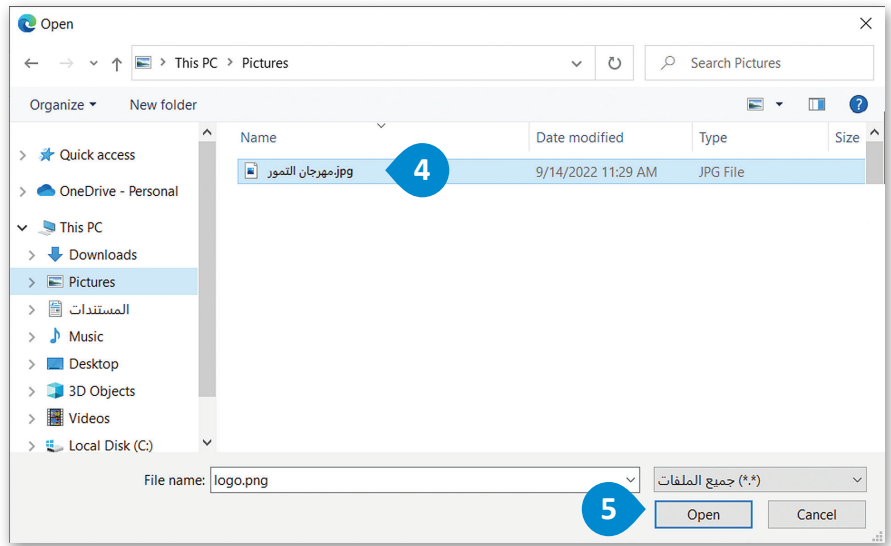 Open
This PC > Pictures
Search Pictures
Organize
New folder
Name
Date modified
Type
Size
مهرجان التمور.jpg
4
9/14/2022 11:29 AM
JPG File
Quick access
OneDrive - Personal
This PC
Downloads
Pictures
المستندات
Music
Desktop
3D Objects
Videos
Local Disk (C:)
File name:
logo.png
جميع الملفات (*.*)
5
Open
Cancel